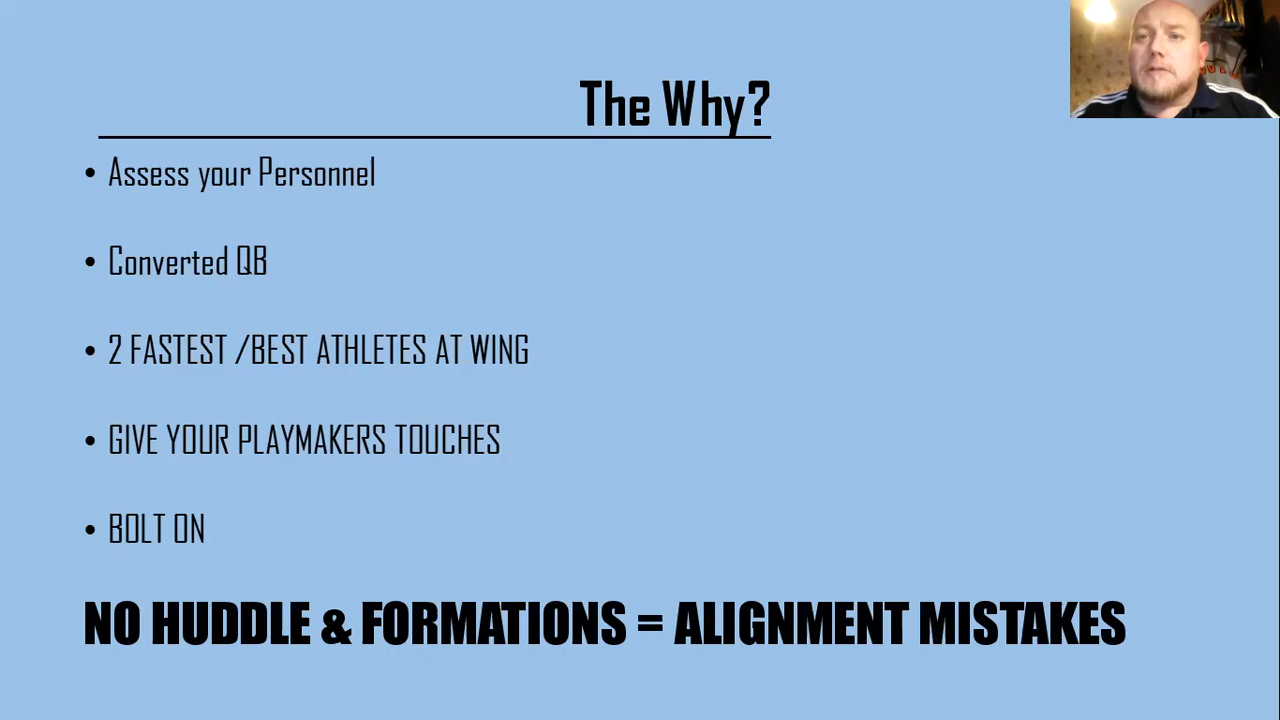 The Why?
• Assess your Personnel
• Converted QB
• 2 FASTEST /BEST ATHLETES AT WING
• GIVE YOUR PLAYMAKERS TOUCHES
• BOLT ON
NO HUDDLE & FORMATIONS = ALIGNMENT MISTAKES